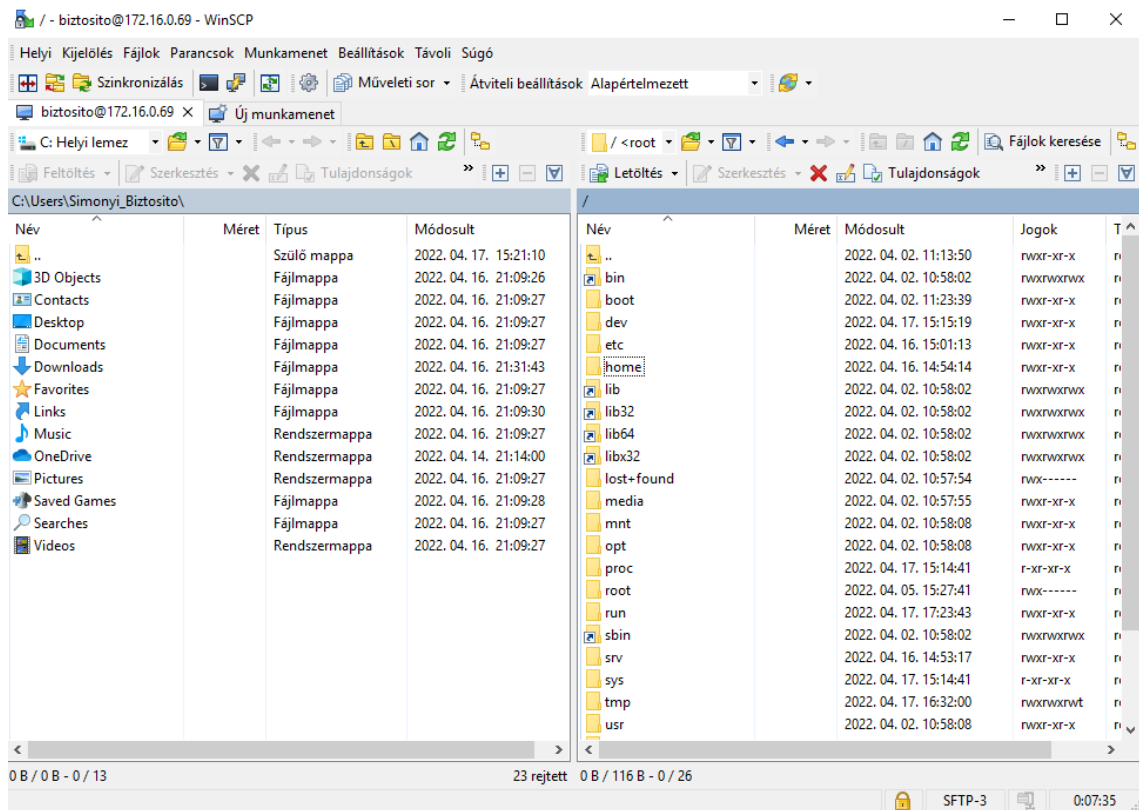 / - biztosito@172.16.0.69 - WinSCP
Helyi Kijelölés Fájlok Parancsok Munkamenet Beállítások Távoli Súgó
Szinkronizálás Műveleti sor Átviteli beállítások Alapértelmezett
biztosito@172.16.0.69 Új munkamenet
C: Helyi lemez
/ <root Fájlok keresése
Feltöltés Szerkesztés Tulajdonságok »
Letöltés Szerkesztés Tulajdonságok »
C:\Users\Simonyi_Biztosito\
Név Méret Típus Módosult
.. Szülő mappa 2022. 04. 17. 15:21:10
3D Objects Fájlmappa 2022. 04. 16. 21:09:26
Contacts Fájlmappa 2022. 04. 16. 21:09:27
Desktop Fájlmappa 2022. 04. 16. 21:09:27
Documents Fájlmappa 2022. 04. 16. 21:09:27
Downloads Fájlmappa 2022. 04. 16. 21:31:43
Favorites Fájlmappa 2022. 04. 16. 21:09:27
Links Fájlmappa 2022. 04. 16. 21:09:30
Music Rendszermappa 2022. 04. 16. 21:09:27
OneDrive Rendszermappa 2022. 04. 14. 21:14:00
Pictures Rendszermappa 2022. 04. 16. 21:09:27
Saved Games Fájlmappa 2022. 04. 16. 21:09:28
Searches Fájlmappa 2022. 04. 16. 21:09:27
Videos Rendszermappa 2022. 04. 16. 21:09:27
0 B / 0 B - 0 / 13 23 rejtett
/
Név Méret Módosult Jogok T
.. 2022. 04. 02. 11:13:50 rwxr-xr-x
bin 2022. 04. 02. 10:58:02 rwxrwxrwx
boot 2022. 04. 02. 11:23:39 rwxr-xr-x
dev 2022. 04. 17. 15:15:19 rwxr-xr-x
etc 2022. 04. 16. 15:01:13 rwxr-xr-x
home 2022. 04. 16. 14:54:14 rwxr-xr-x
lib 2022. 04. 02. 10:58:02 rwxrwxrwx
lib32 2022. 04. 02. 10:58:02 rwxrwxrwx
lib64 2022. 04. 02. 10:58:02 rwxrwxrwx
libx32 2022. 04. 02. 10:58:02 rwxrwxrwx
lost+found 2022. 04. 02. 10:57:54 rwx------
media 2022. 04. 02. 10:57:55 rwxr-xr-x
mnt 2022. 04. 02. 10:58:08 rwxr-xr-x
opt 2022. 04. 02. 10:58:08 rwxr-xr-x
proc 2022. 04. 17. 15:14:41 r-xr-xr-x
root 2022. 04. 05. 15:27:41 rwx------
run 2022. 04. 17. 17:23:43 rwxr-xr-x
sbin 2022. 04. 02. 10:58:02 rwxrwxrwx
srv 2022. 04. 16. 14:53:17 rwxr-xr-x
sys 2022. 04. 17. 15:14:41 r-xr-xr-x
tmp 2022. 04. 17. 16:32:00 rwxrwxrwt
usr 2022. 04. 02. 10:58:08 rwxr-xr-x
0 B / 116 B - 0 / 26
SFTP-3 0:07:35